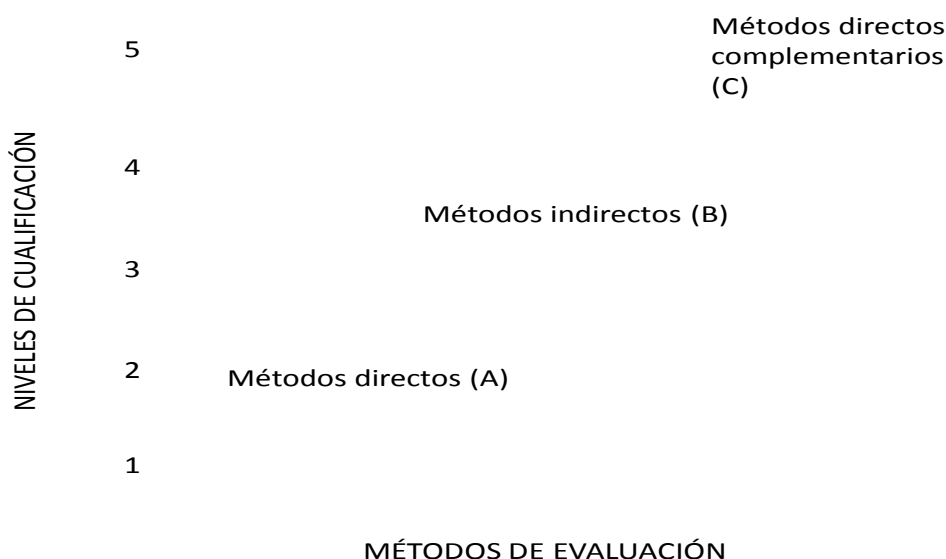 NIVELES DE CUALIFICACIÓN
5
Métodos directos
complementarios
(C)
4
Métodos indirectos (B)
3
2
Métodos directos (A)
1
MÉTODOS DE EVALUACIÓN